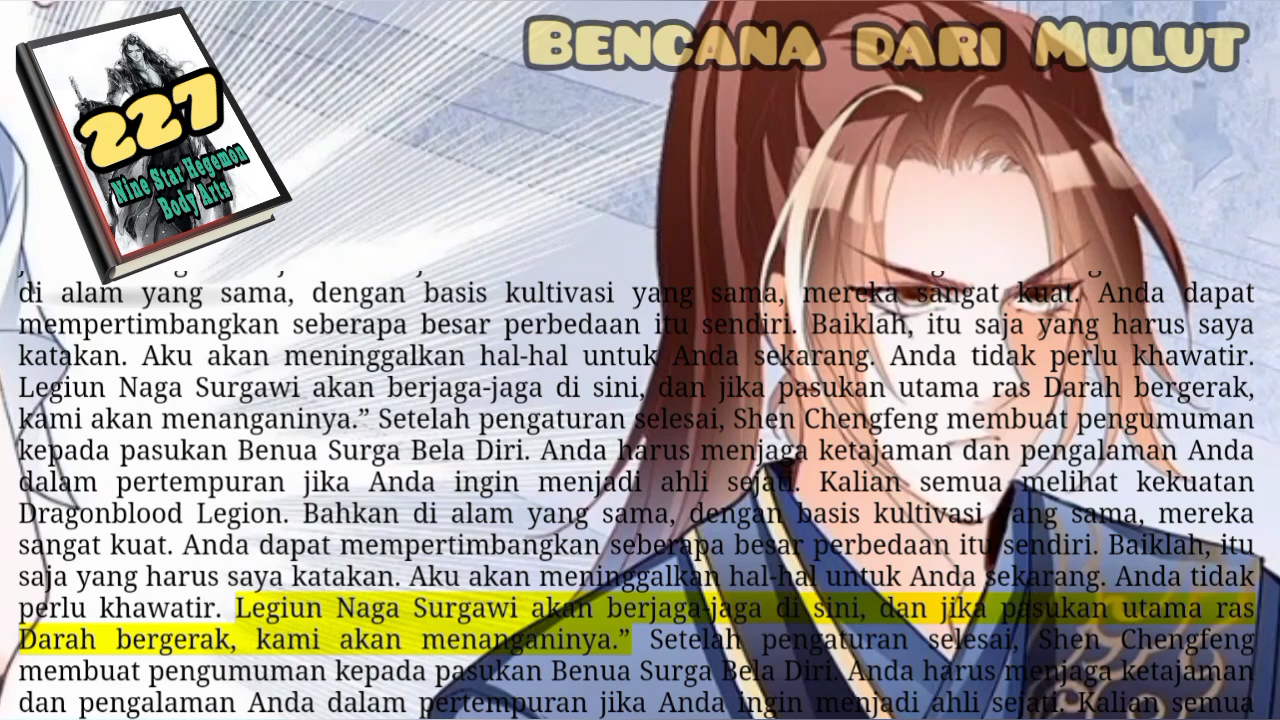 BENCANA DARI MULUT
227
Nine Star Hegemon
Body Arts
di alam yang sama, dengan basis kultivasi yang sama, mereka sangat kuat. Anda dapat
mempertimbangkan seberapa besar perbedaan itu sendiri. Baiklah, itu saja yang harus saya
katakan. Aku akan meninggalkan hal-hal untuk Anda sekarang. Anda tidak perlu khawatir.
Legiun Naga Surgawi akan berjaga-jaga di sini, dan jika pasukan utama ras Darah bergerak,
kami akan menanganinya.” Setelah pengaturan selesai, Shen Chengfeng membuat pengumuman
kepada pasukan Benua Surga Bela Diri. Anda harus menjaga ketajaman dan pengalaman Anda
dalam pertempuran jika Anda ingin menjadi ahli sejati. Kalian semua melihat kekuatan
Dragonblood Legion. Bahkan di alam yang sama, dengan basis kultivasi yang sama, mereka
sangat kuat. Anda dapat mempertimbangkan seberapa besar perbedaan itu sendiri. Baiklah, itu
saja yang harus saya katakan. Aku akan meninggalkan hal-hal untuk Anda sekarang. Anda tidak
perlu khawatir. Legiun Naga Surgawi akan berjaga-jaga di sini, dan jika pasukan utama ras
Darah bergerak, kami akan menanganinya.” Setelah pengaturan selesai, Shen Chengfeng
membuat pengumuman kepada pasukan Benua Surga Bela Diri. Anda harus menjaga ketajaman
dan pengalaman Anda dalam pertempuran jika Anda ingin menjadi ahli sejati. Kalian semua